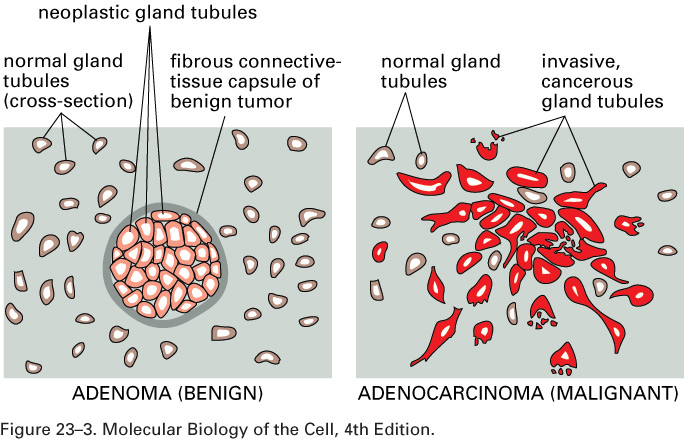 neoplastic gland tubules
normal gland
tubules
(cross-section)
fibrous connective-
tissue capsule of
benign tumor
normal gland
tubules
invasive,
cancerous
gland tubules
ADENOMA (BENIGN)
ADENOCARCINOMA (MALIGNANT)
Figure 23–3. Molecular Biology of the Cell, 4th Edition.